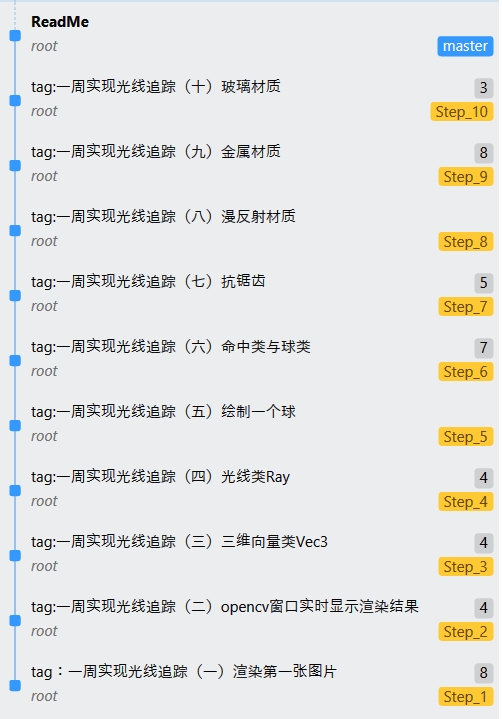 ReadMe
root
master
tag:一周实现光线追踪（十）玻璃材质
3
root
Step_10
tag:一周实现光线追踪（九）金属材质
8
root
Step_9
tag:一周实现光线追踪（八）漫反射材质
root
Step_8
tag:一周实现光线追踪（七）抗锯齿
5
root
Step_7
tag:一周实现光线追踪（六）命中类与球类
7
root
Step_6
tag:一周实现光线追踪（五）绘制一个球
root
Step_5
tag:一周实现光线追踪（四）光线类Ray
4
root
Step_4
tag:一周实现光线追踪（三）三维向量类Vec3
4
root
Step_3
tag:一周实现光线追踪（二）opencv窗口实时显示渲染结果
4
root
Step_2
tag：一周实现光线追踪（一）渲染第一张图片
8
root
Step_1